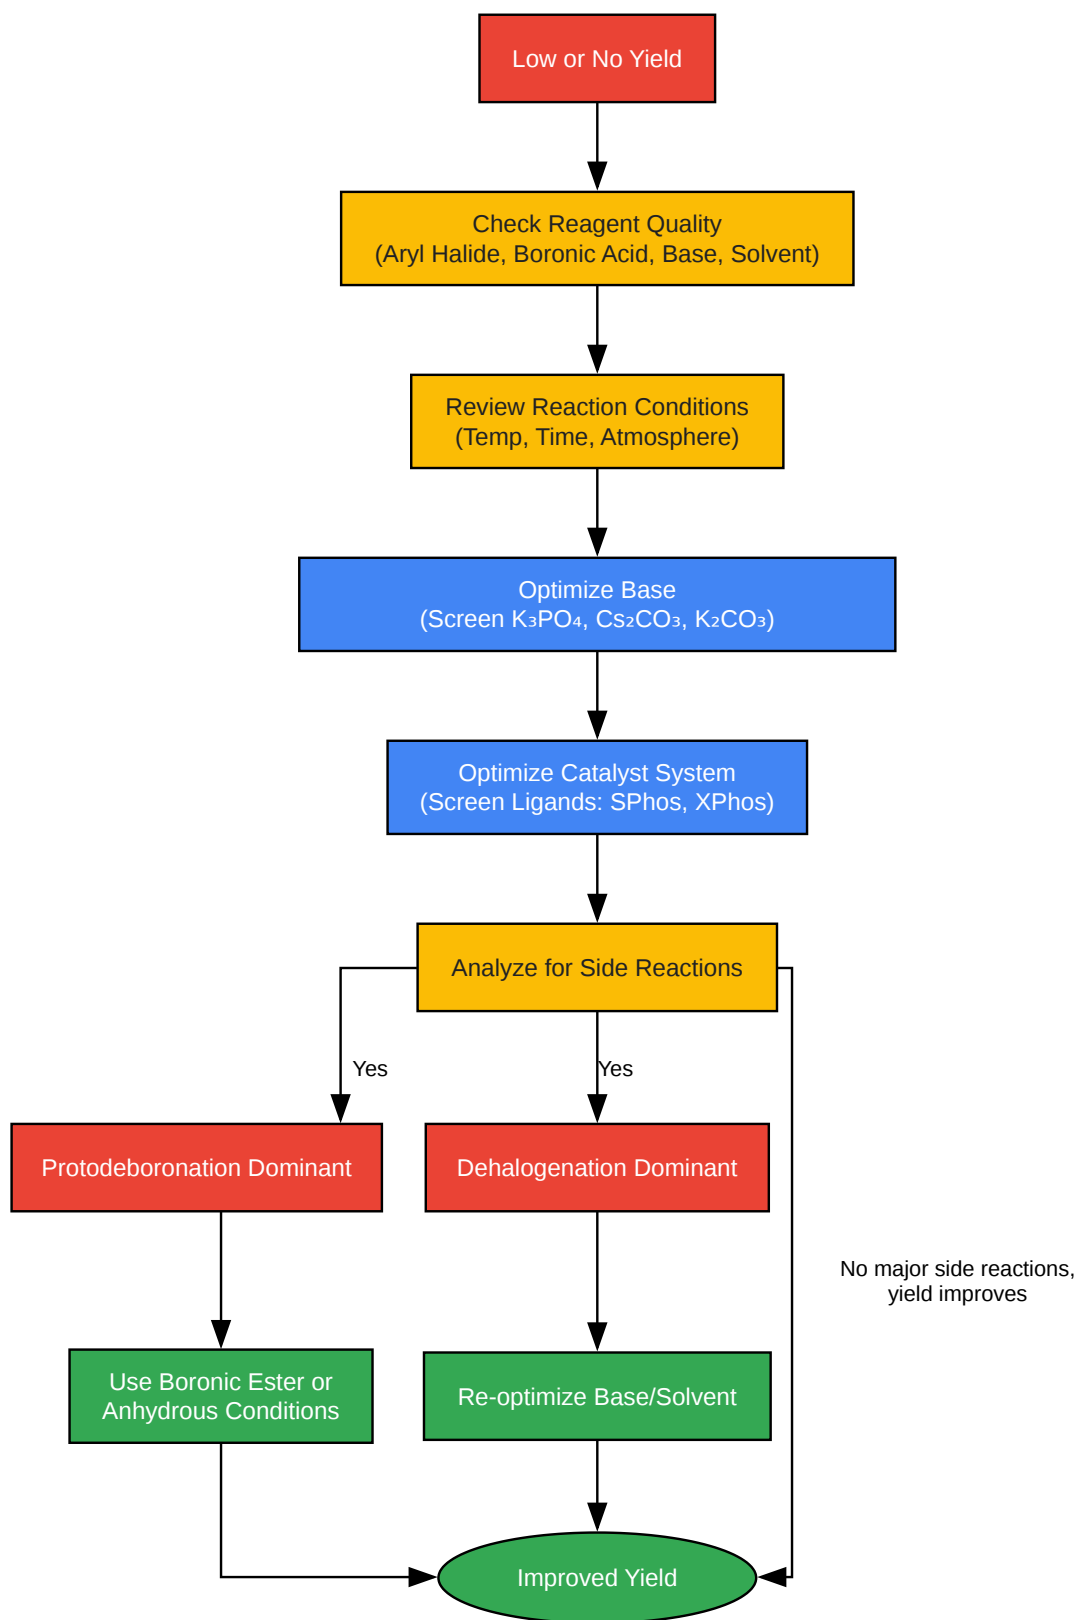 Low or No Yield
Check Reagent Quality
(Aryl Halide, Boronic Acid, Base, Solvent)
Review Reaction Conditions
(Temp, Time, Atmosphere)
Optimize Base
(Screen K₃PO₄, Cs₂CO₃, K₂CO₃)
Optimize Catalyst System
(Screen Ligands: SPhos, XPhos)
Analyze for Side Reactions
Yes
Yes
Protodeboronation Dominant
Dehalogenation Dominant
No major side reactions,
yield improves
Use Boronic Ester or
Anhydrous Conditions
Re-optimize Base/Solvent
Improved Yield